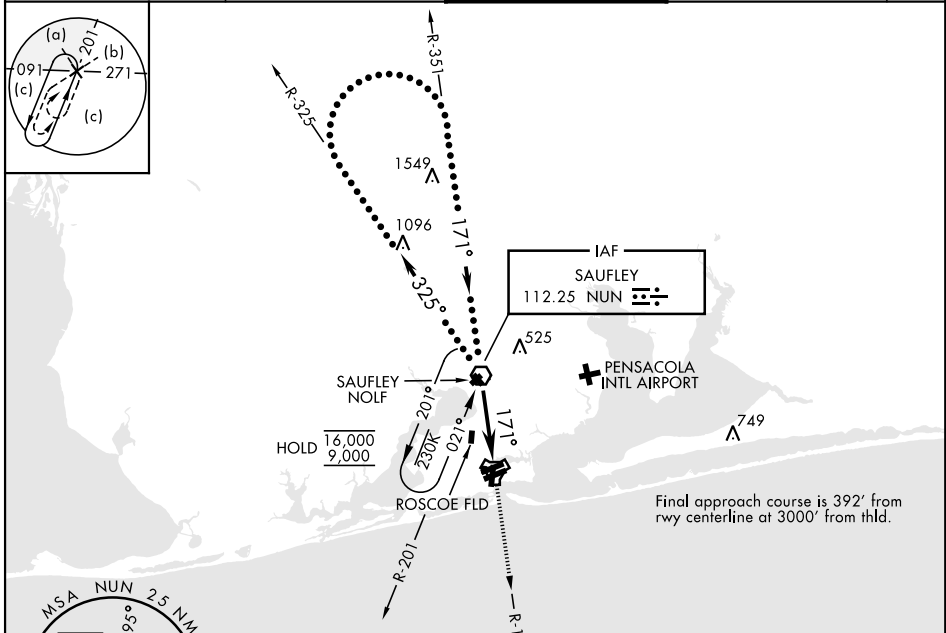 (a)
201
(b)
091
271
(c)
(c)
R-351
R-325
1549
1096
171°
325°
IAF
SAUFLEY
112.25 NUN
525
PENSACOLA
INTL AIRPORT
SAUFLEY
NOLF
201°
230K
021°
171°
749
HOLD 16,000
9,000
ROSCOE FLD
Final approach course is 392' from
rwy centerline at 3000' from thld.
R-201
MSA NUN 25 NM